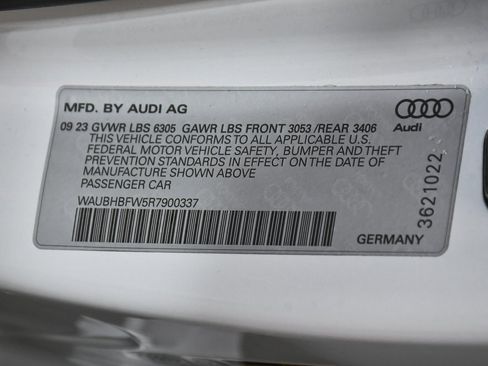 MFD. BY AUDI AG
09 23 GVWR LBS 6305 GAWR LBS FRONT 3053 /REAR 3406
THIS VEHICLE CONFORMS TO ALL APPLICABLE U.S.
FEDERAL MOTOR VEHICLE SAFETY, BUMPER AND THEFT
PREVENTION STANDARDS IN EFFECT ON THE DATE OF
MANUFACTURE SHOWN ABOVE
PASSENGER CAR
WAUBHBFW5R7900337
Audi
3621022
GERMANY